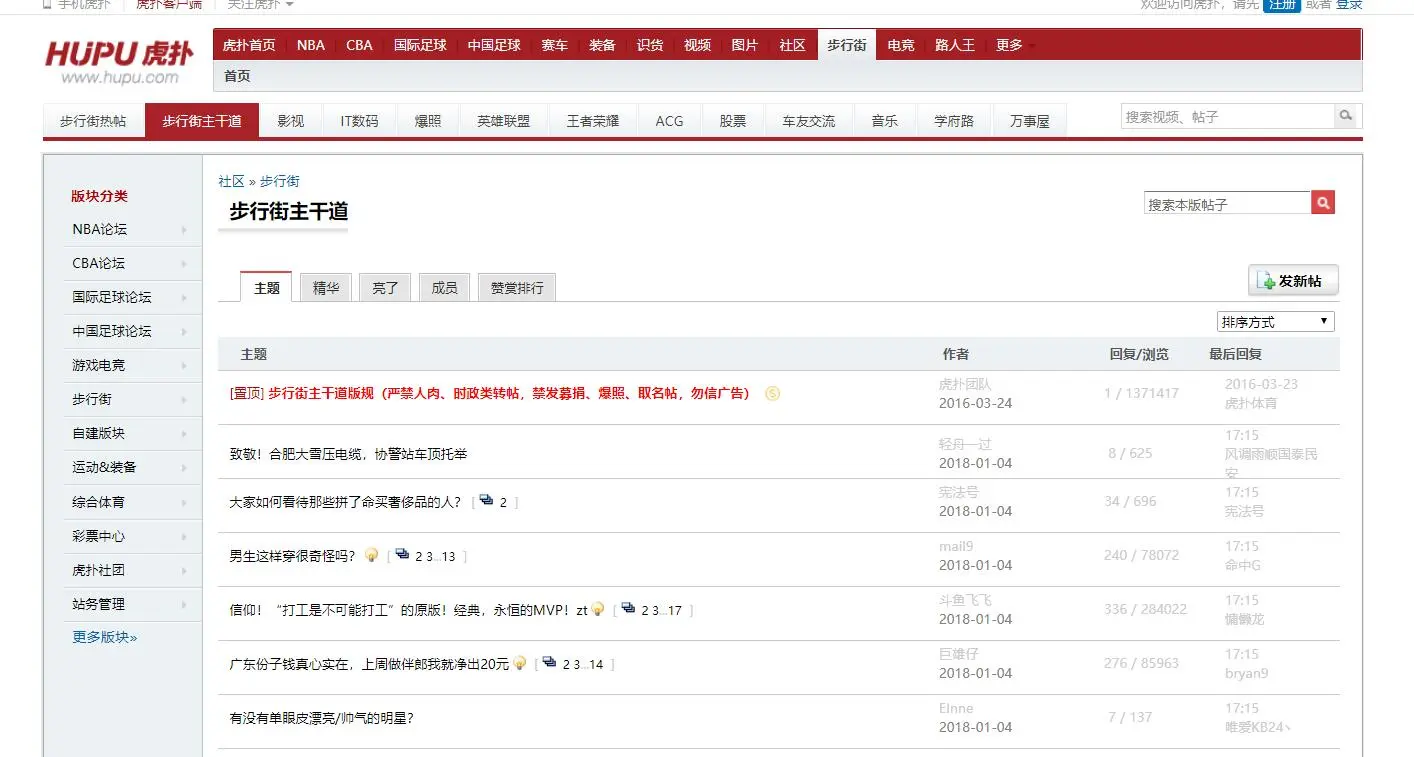 手机虎扑 虎扑客户端 关注虎扑 欢迎访问虎扑，请先 注册 或者 登录
HUPU 虎扑
www.hupu.com
虎扑首页 NBA CBA 国际足球 中国足球 赛车 装备 识货 视频 图片 社区 步行街 电竞 路人王 更多
首页
步行街热帖 步行街主干道 影视 IT数码 爆照 英雄联盟 王者荣耀 ACG 股票 车友交流 音乐 学府路 万事屋 搜索视频、帖子
版块分类
NBA论坛
CBA论坛
国际足球论坛
中国足球论坛
游戏电竞
步行街
自建版块
运动&装备
综合体育
彩票中心
虎扑社团
站务管理
更多版块»
社区 » 步行街
步行街主干道
搜索本版帖子
主题 精华 亮了 成员 赞赏排行
发新帖
排序方式
主题 作者 回复/浏览 最后回复
[置顶] 步行街主干道版规（严禁人肉、时政类转帖，禁发募捐、爆照、取名帖，勿信广告） 虎扑团队 1 / 1371417 2016-03-23
2016-03-24 虎扑体育
致敬！合肥大雪压电缆，协警站车顶托举 轻舟一过 8 / 625 17:15
2018-01-04 风调雨顺国泰民
安
大家如何看待那些拼了命买奢侈品的人？ [ 2 ] 宪法号 34 / 696 17:15
2018-01-04 宪法号
男生这样穿很奇怪吗？ [ 2 3...13 ] mail9 240 / 78072 17:15
2018-01-04 命中G
信仰！“打工是不可能打工”的原版！经典，永恒的MVP！zt [ 2 3...17 ] 斗鱼飞飞 336 / 284022 17:15
2018-01-04 慵懒龙
广东份子钱真心实在，上周做伴郎我就净出20元 [ 2 3...14 ] 巨雄仔 276 / 85963 17:15
2018-01-04 bryan9
有没有单眼皮漂亮/帅气的明星？ Elnne 7 / 137 17:15
2018-01-04 唯爱KB24丶